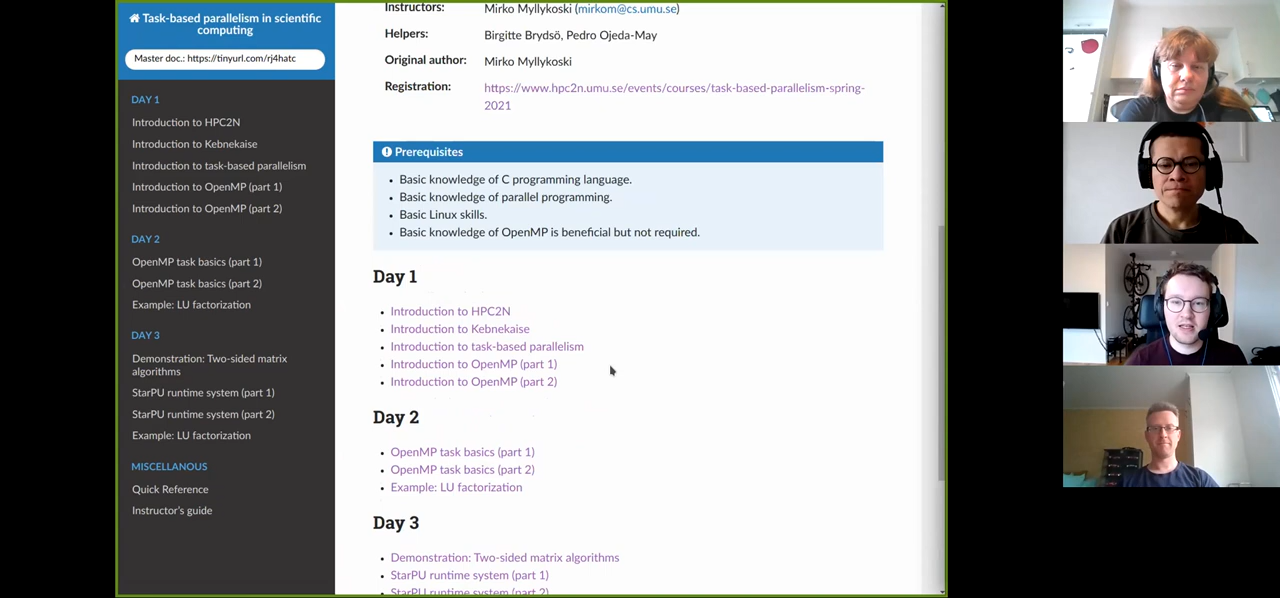 Task-based parallelism in scientific
computing
Master doc.: https://tinyurl.com/rj4hatc
DAY 1
Introduction to HPC2N
Introduction to Kebnekaise
Introduction to task-based parallelism
Introduction to OpenMP (part 1)
Introduction to OpenMP (part 2)
DAY 2
OpenMP task basics (part 1)
OpenMP task basics (part 2)
Example: LU factorization
DAY 3
Demonstration: Two-sided matrix
algorithms
StarPU runtime system (part 1)
StarPU runtime system (part 2)
Example: LU factorization
MISCELLANOUS
Quick Reference
Instructor's guide
Instructors: Mirko Myllykoski (mirkom@cs.umu.se)
Helpers: Birgitte Brydsö, Pedro Ojeda-May
Original author: Mirko Myllykoski
Registration: https://www.hpc2n.umu.se/events/courses/task-based-parallelism-spring-
2021
Prerequisites
• Basic knowledge of C programming language.
• Basic knowledge of parallel programming.
• Basic Linux skills.
• Basic knowledge of OpenMP is beneficial but not required.
Day 1
• Introduction to HPC2N
• Introduction to Kebnekaise
• Introduction to task-based parallelism
• Introduction to OpenMP (part 1)
• Introduction to OpenMP (part 2)
Day 2
• OpenMP task basics (part 1)
• OpenMP task basics (part 2)
• Example: LU factorization
Day 3
• Demonstration: Two-sided matrix algorithms
• StarPU runtime system (part 1)
• StarPU runtime system (part 2)